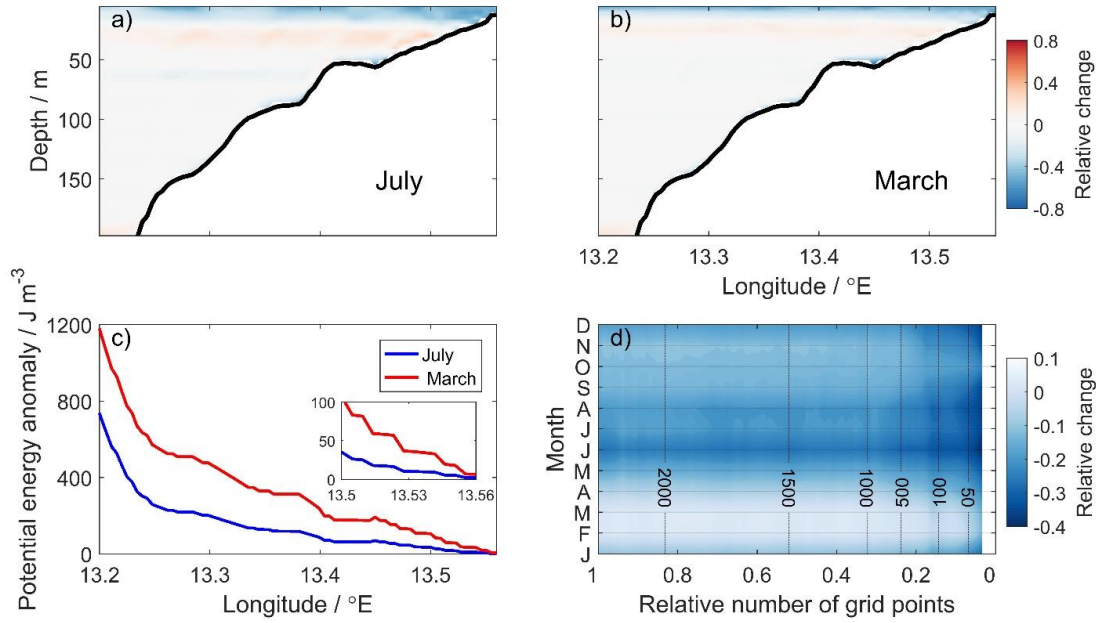 a)
50
100
150
Depth / m
July
b)
March
13.2 13.3 13.4 13.5
Longitude / °E
0.8
0.4
0
-0.4
-0.8
Relative change
c)
1200
800
400
0
Potential energy anomaly / J m-3
July
March
100
50
0
13.5 13.53 13.56
13.2 13.3 13.4 13.5
Longitude / °E
d)
D
N
O
S
A
J
J
M
A
M
F
J
Month
2000 1500 1000 500 100 50
1 0.8 0.6 0.4 0.2 0
Relative number of grid points
0.1
0
-0.1
-0.2
-0.3
-0.4
Relative change